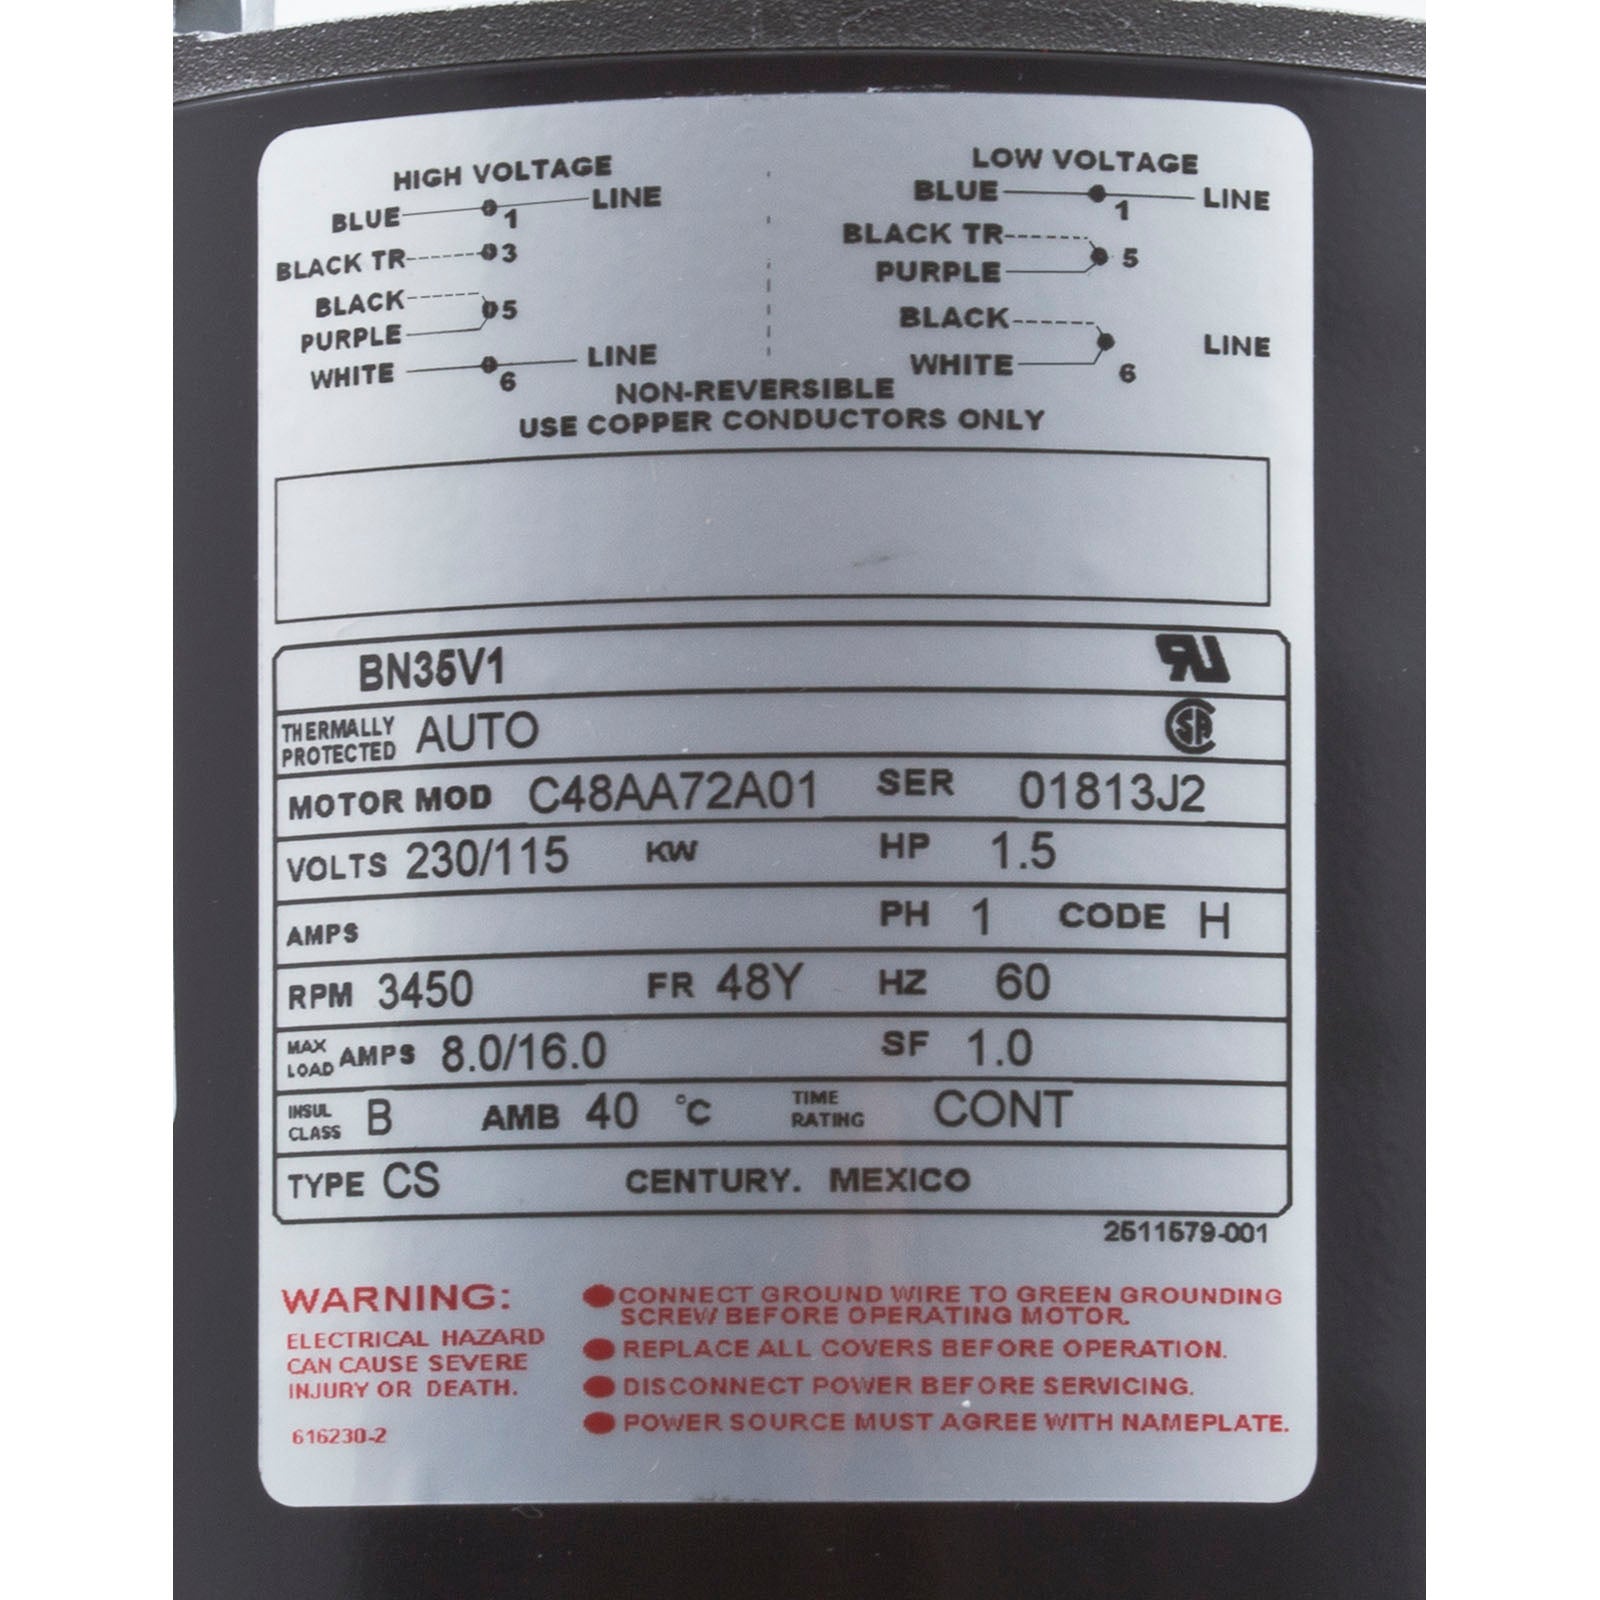 HIGH VOLTAGE
BLUE 1 LINE
BLACK TR 3
BLACK
5
PURPLE
WHITE 6 LINE
LOW VOLTAGE
BLUE 1 LINE
BLACK TR
5
PURPLE
BLACK
LINE
WHITE 6
NON-REVERSIBLE
USE COPPER CONDUCTORS ONLY
BN35V1
THERMALLY
PROTECTED AUTO
MOTOR MOD C48AA72A01 SER 01813J2
VOLTS 230/115 KW HP 1.5
AMPS PH 1 CODE H
RPM 3450 FR 48Y HZ 60
MAX
LOAD AMPS 8.0/16.0 SF 1.0
INSUL
CLASS B AMB 40 °C TIME
RATING CONT
TYPE CS CENTURY. MEXICO
2511579-001
WARNING:
ELECTRICAL HAZARD
CAN CAUSE SEVERE
INJURY OR DEATH.
616230-2
●CONNECT GROUND WIRE TO GREEN GROUNDING
SCREW BEFORE OPERATING MOTOR.
●REPLACE ALL COVERS BEFORE OPERATION.
●DISCONNECT POWER BEFORE SERVICING.
●POWER SOURCE MUST AGREE WITH NAMEPLATE.